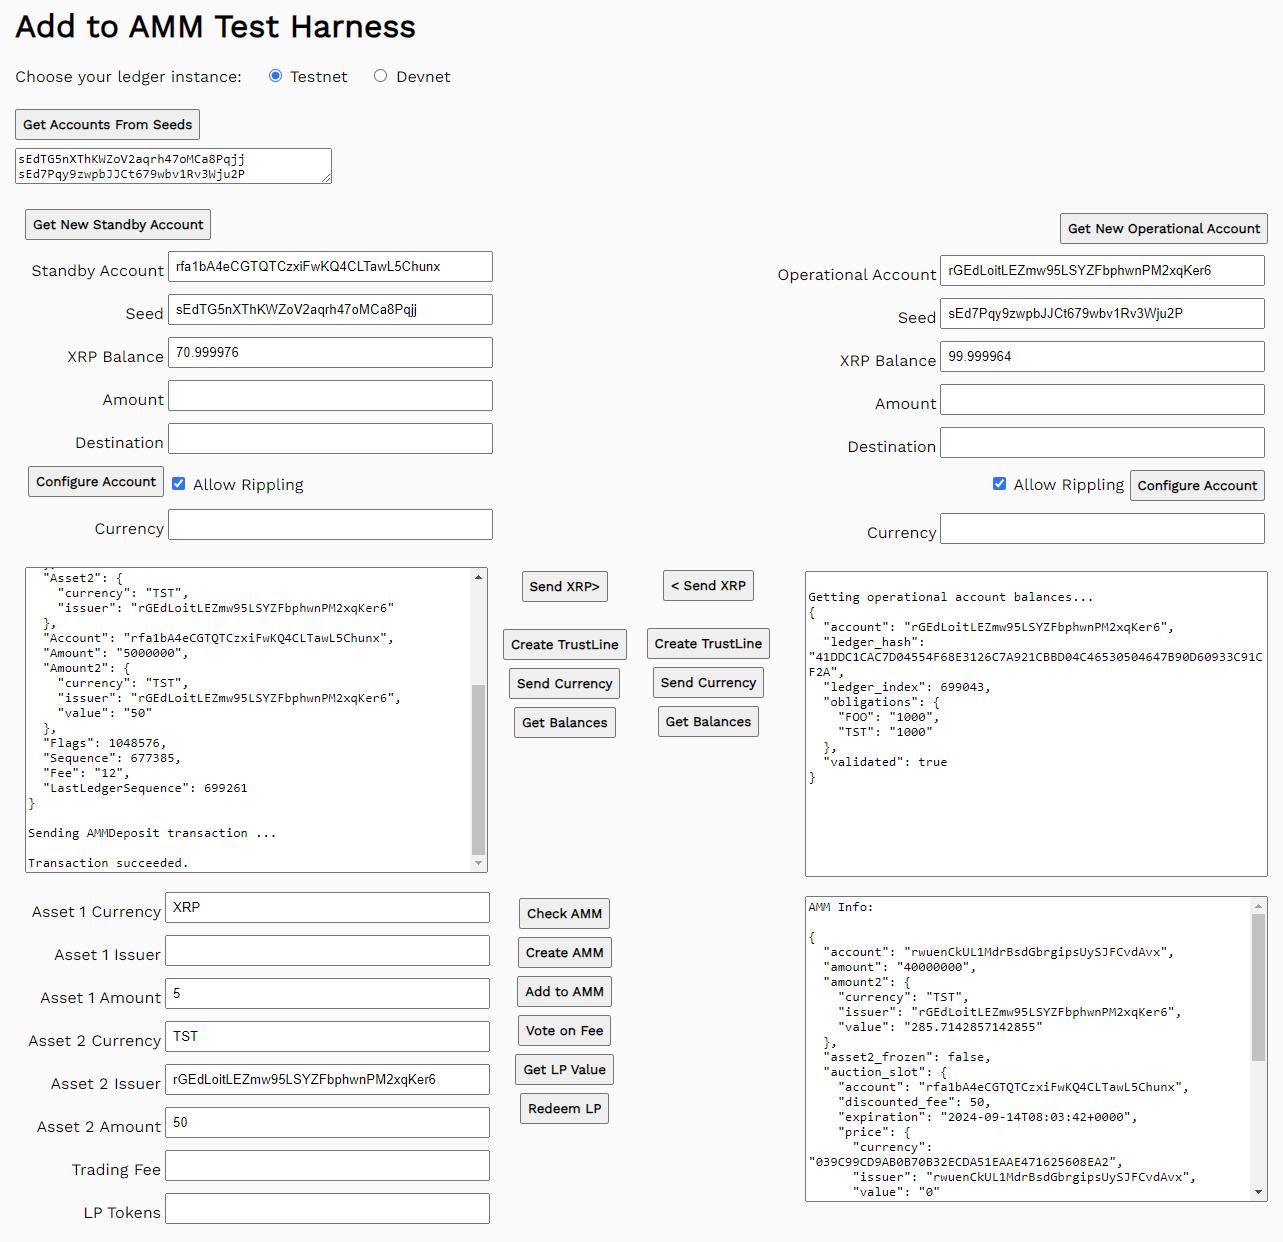 Add to AMM Test Harness
Choose your ledger instance: Testnet Devnet
Get Accounts From Seeds
sEdTG5nXThKWZoV2aqrh47oMCa8Pqjj
sEd7Pqy9zwpbJJCt679wbv1Rv3Wju2P
Get New Standby Account
Standby Account rfa1bA4eCGTQTCzxiFwKQ4CLTawL5Chunx
Seed sEdTG5nXThKWZoV2aqrh47oMCa8Pqjj
XRP Balance 70.999976
Amount
Destination
Configure Account Allow Rippling
Currency
Get New Operational Account
Operational Account rGEdLoitLEZmw95LSYZFbphwnPM2xqKer6
Seed sEd7Pqy9zwpbJJCt679wbv1Rv3Wju2P
XRP Balance 99.999964
Amount
Destination
Allow Rippling Configure Account
Currency
"Asset2": {
"currency": "TST",
"issuer": "rGEdLoitLEZmw95LSYZFbphwnPM2xqKer6"
},
"Account": "rfa1bA4eCGTQTCzxiFwKQ4CLTawL5Chunx",
"Amount": "5000000",
"Amount2": {
"currency": "TST",
"issuer": "rGEdLoitLEZmw95LSYZFbphwnPM2xqKer6",
"value": "50"
},
"Flags": 1048576,
"Sequence": 677385,
"Fee": "12",
"LastLedgerSequence": 699261
}
Sending AMMDeposit transaction ...
Transaction succeeded.
Send XRP>
Create TrustLine
Send Currency
Get Balances
< Send XRP
Create TrustLine
Send Currency
Get Balances
Getting operational account balances...
{
"account": "rGEdLoitLEZmw95LSYZFbphwnPM2xqKer6",
"ledger_hash":
"41DDC1CAC7D04554F68E3126C7A921CBBD04C46530504647B90D60933C91C
F2A",
"ledger_index": 699043,
"obligations": {
"FOO": "1000",
"TST": "1000"
},
"validated": true
}
Asset 1 Currency XRP
Asset 1 Issuer
Asset 1 Amount 5
Asset 2 Currency TST
Asset 2 Issuer rGEdLoitLEZmw95LSYZFbphwnPM2xqKer6
Asset 2 Amount 50
Trading Fee
LP Tokens
Check AMM
Create AMM
Add to AMM
Vote on Fee
Get LP Value
Redeem LP
AMM Info:
{
"account": "rwuenCkUL1MdrBsdGbrgipsUySJFCvdAvx",
"amount": "40000000",
"amount2": {
"currency": "TST",
"issuer": "rGEdLoitLEZmw95LSYZFbphwnPM2xqKer6",
"value": "285.7142857142855"
},
"asset2_frozen": false,
"auction_slot": {
"account": "rfa1bA4eCGTQTCzxiFwKQ4CLTawL5Chunx",
"discounted_fee": 50,
"expiration": "2024-09-14T08:03:42+0000",
"price": {
"currency":
"039C99CD9AB0B70B32ECDA51EAAE471625608EA2",
"issuer": "rwuenCkUL1MdrBsdGbrgipsUySJFCvdAvx",
"value": "0"